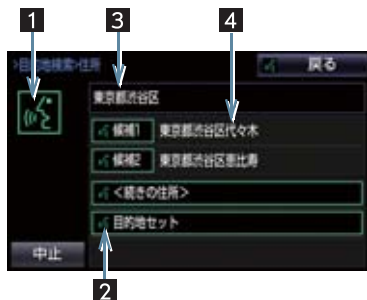 1
3
4
>目的地検索>住所
戻る
東京都渋谷区
候補1 東京都渋谷区代々木
候補2 東京都渋谷区恵比寿
<続きの住所>
目的地セット
中止
2